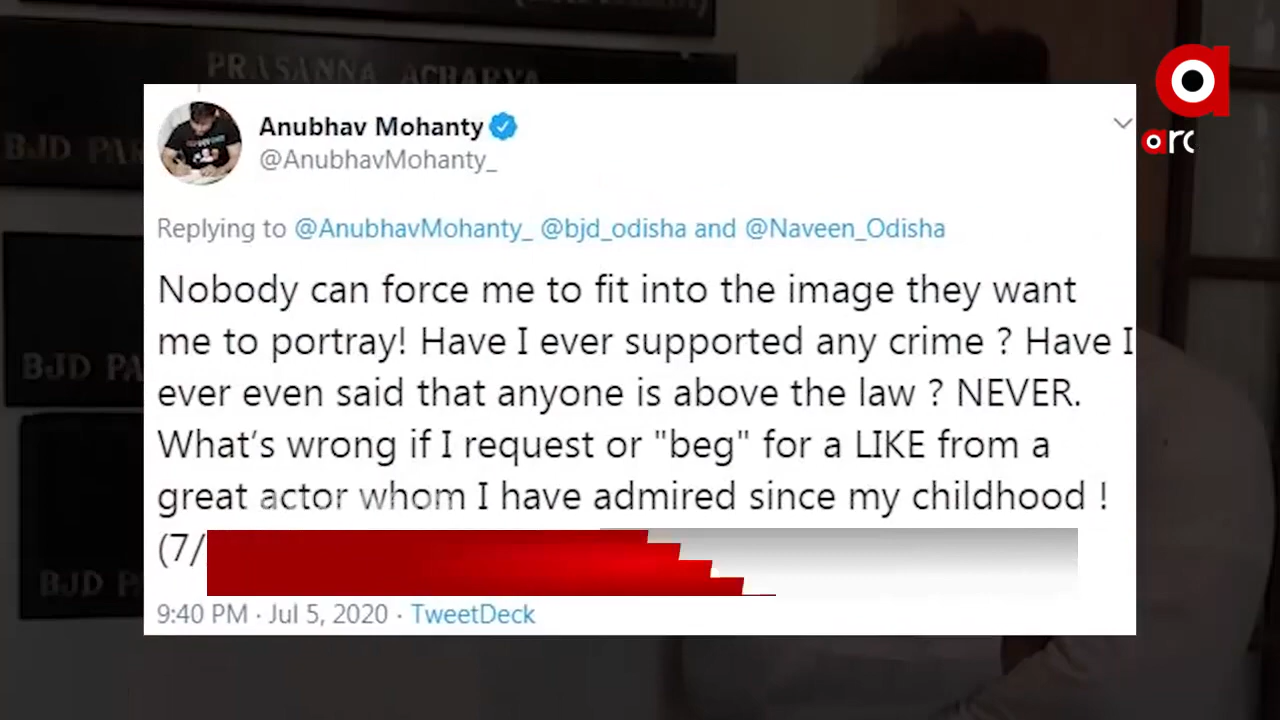 PRASANNA ACHARYA
BJD PAR
Anubhav Mohanty
@AnubhavMohanty_
arc
Replying to @AnubhavMohanty_ @bjd_odisha and @Naveen_Odisha
Nobody can force me to fit into the image they want
me to portray! Have I ever supported any crime ? Have I
ever even said that anyone is above the law ? NEVER.
What's wrong if I request or "beg" for a LIKE from a
great actor whom I have admired since my childhood !
(7/
BJD PA
BJD P
9:40 PM · Jul 5, 2020 · TweetDeck